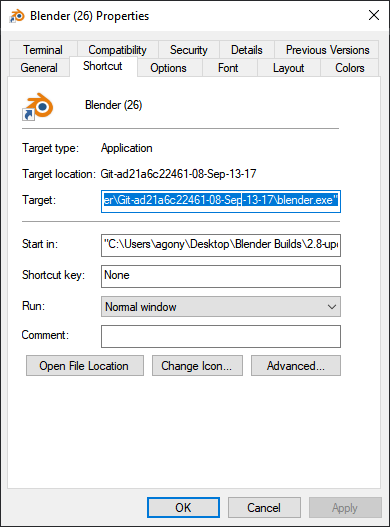 Blender (26) Properties
Terminal Compatibility Security Details Previous Versions
General Shortcut Options Font Layout Colors
Blender (26)
Target type: Application
Target location: Git-ad21a6c22461-08-Sep-13-17
Target: er\Git-ad21a6c22461-08-Sep-13-17\blender.exe"
Start in: "C:\Users\agony\Desktop\Blender Builds\2.8-up
Shortcut key: None
Run: Normal window
Comment:
Open File Location Change Icon... Advanced...
OK Cancel Apply